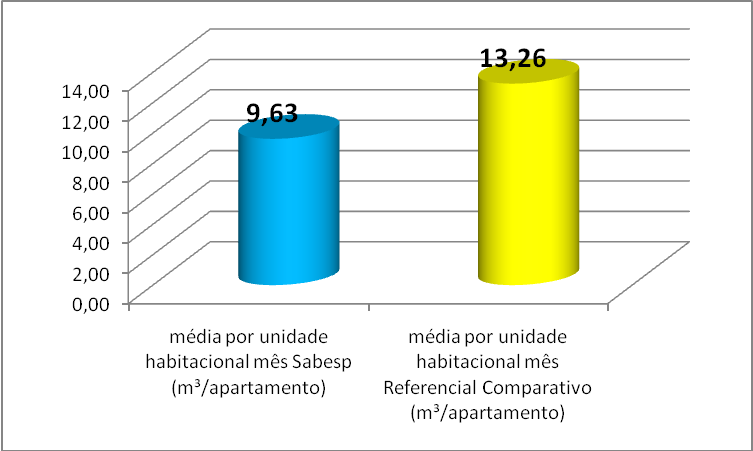 13,26
9,63
14,00
12,00
10,00
8,00
6,00
4,00
2,00
0,00
média por unidade
habitacional mês Sabesp
(m³/apartamento)
média por unidade
habitacional mês
Referencial Comparativo
(m³/apartamento)